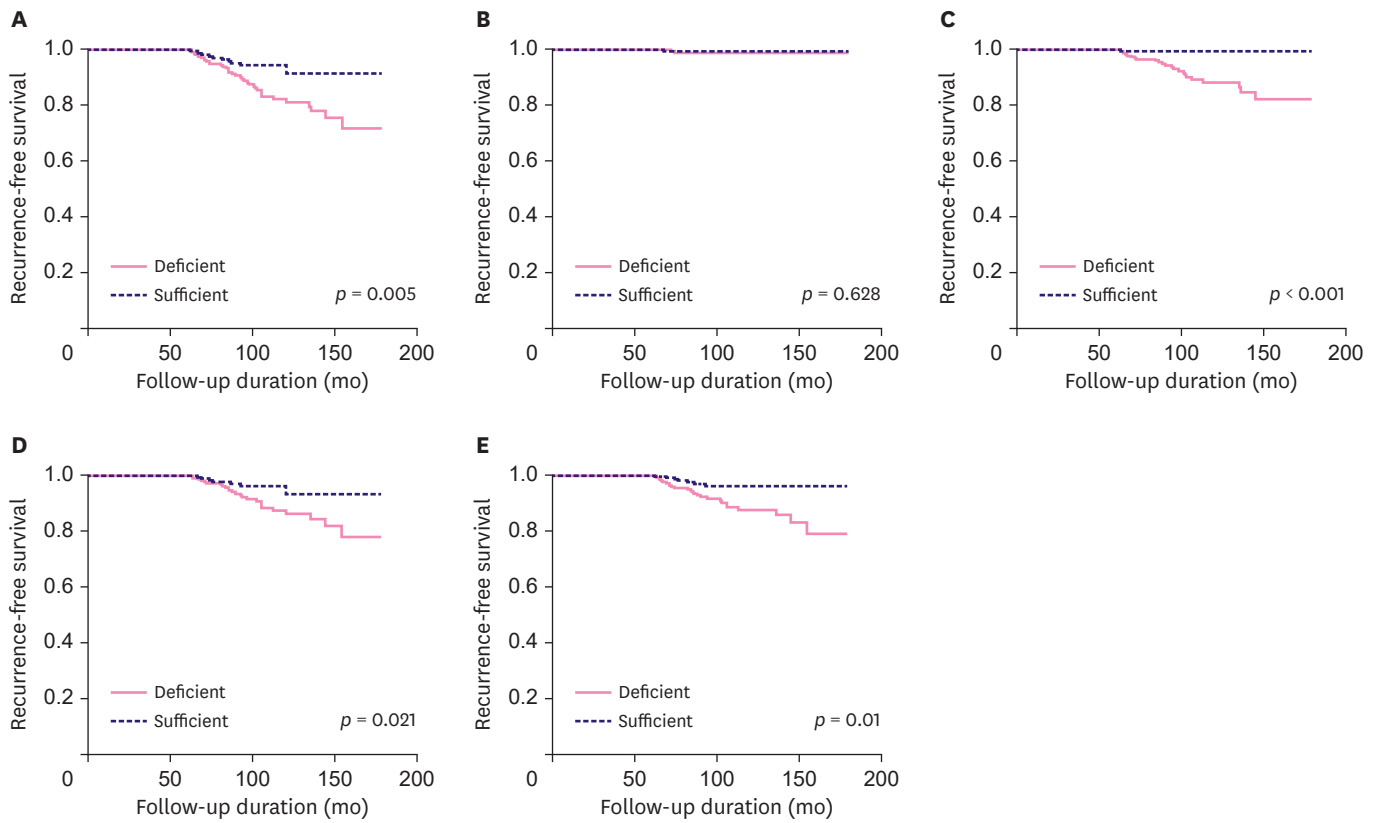 A
Recurrence-free survival
1.0
0.8
0.6
0.4
0.2
0
Deficient
Sufficient
p = 0.005
50 100 150 200
Follow-up duration (mo)
B
Recurrence-free survival
1.0
0.8
0.6
0.4
0.2
0
Deficient
Sufficient
p = 0.628
50 100 150 200
Follow-up duration (mo)
C
Recurrence-free survival
1.0
0.8
0.6
0.4
0.2
0
Deficient
Sufficient
p < 0.001
50 100 150 200
Follow-up duration (mo)
D
Recurrence-free survival
1.0
0.8
0.6
0.4
0.2
0
Deficient
Sufficient
p = 0.021
50 100 150 200
Follow-up duration (mo)
E
Recurrence-free survival
1.0
0.8
0.6
0.4
0.2
0
Deficient
Sufficient
p = 0.01
50 100 150 200
Follow-up duration (mo)